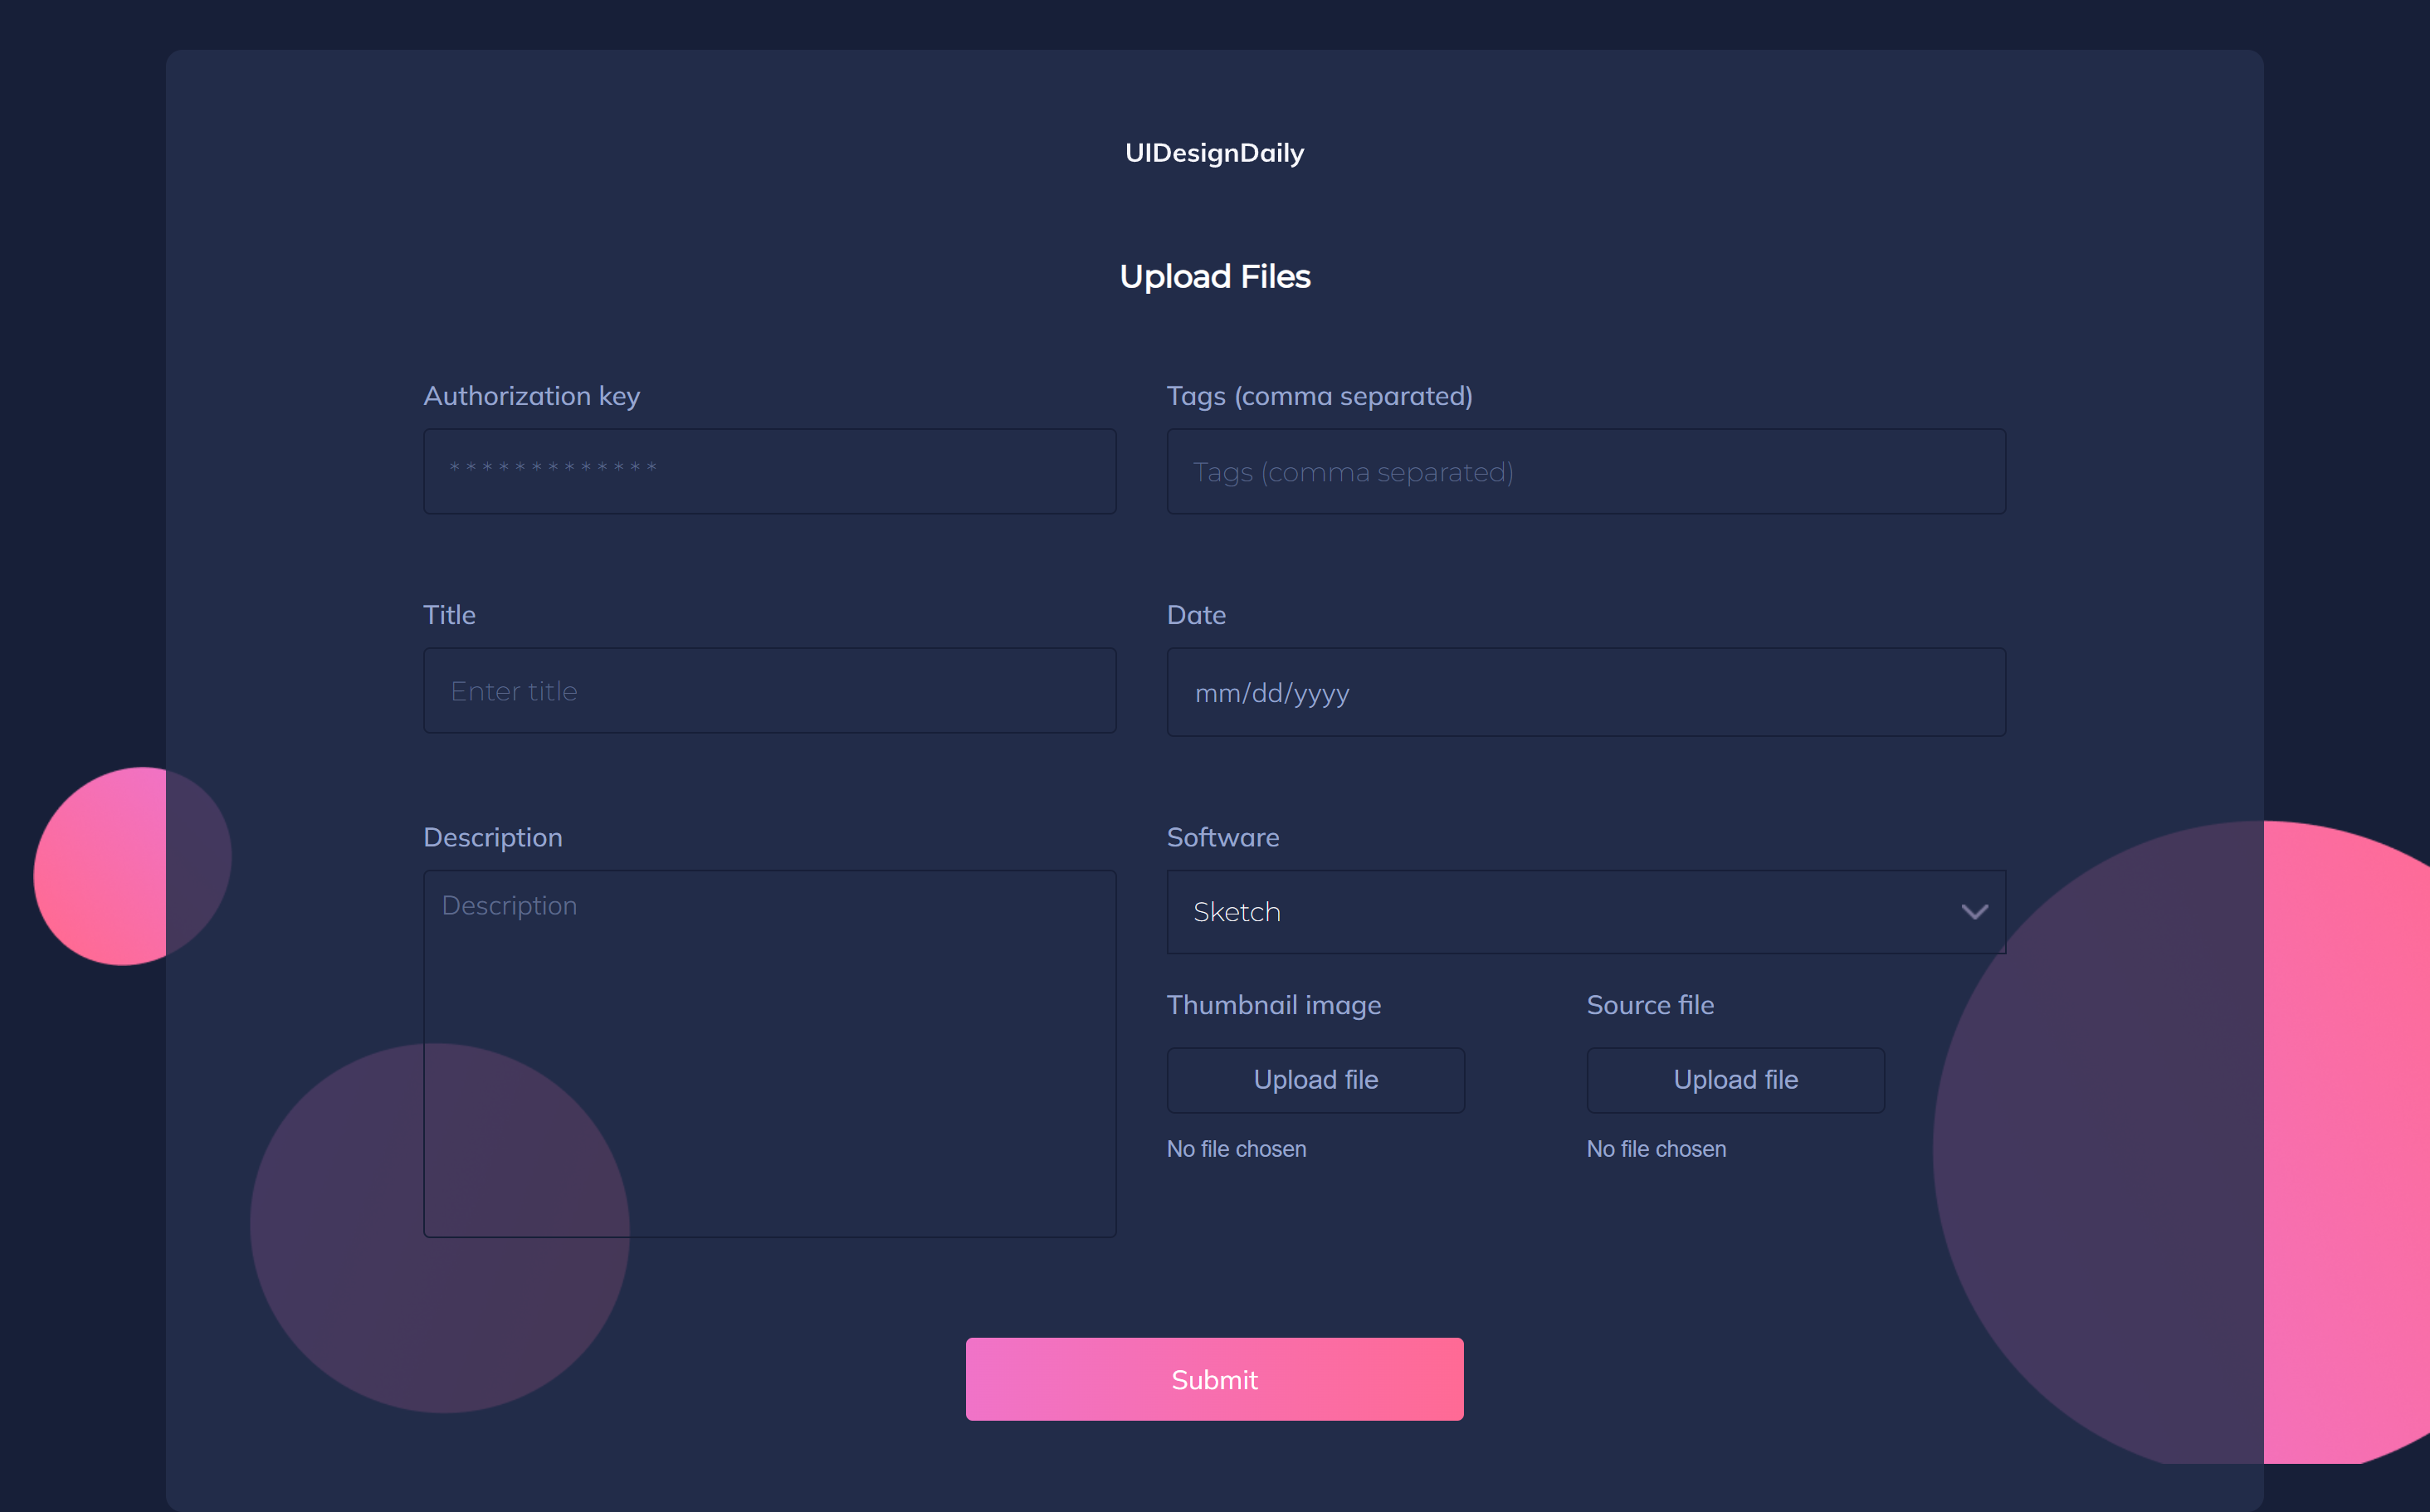 UIDesignDaily
Upload Files
Authorization key
*************
Tags (comma separated)
Tags (comma separated)
Title
Enter title
Date
mm/dd/yyyy
Description
Description
Software
Sketch
Thumbnail image
Upload file
No file chosen
Source file
Upload file
No file chosen
Submit